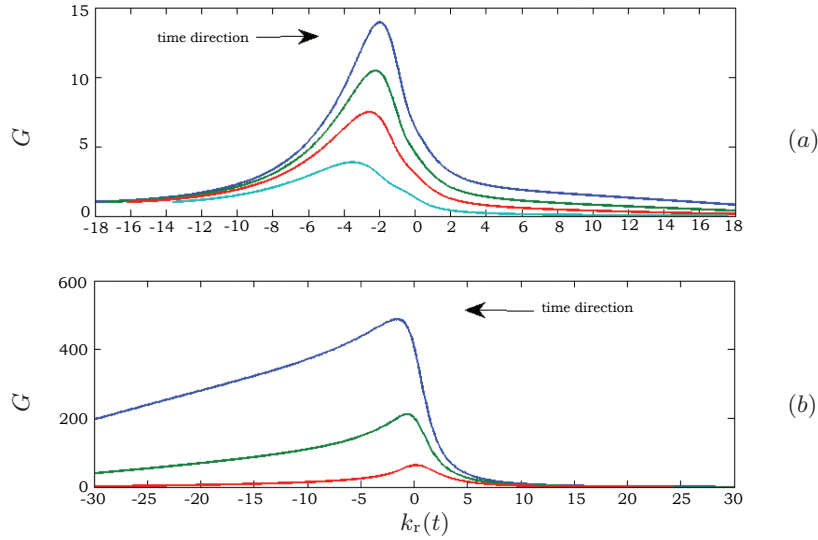 15
time direction
10
G
(a)
5
0
-18 -16 -14 -12 -10 -8 -6 -4 -2 0 2 4 6 8 10 12 14 16 18
600
time direction
400
G
(b)
200
0
-30 -25 -20 -15 -10 -5 0 5 10 15 20 25 30
k_r(t)